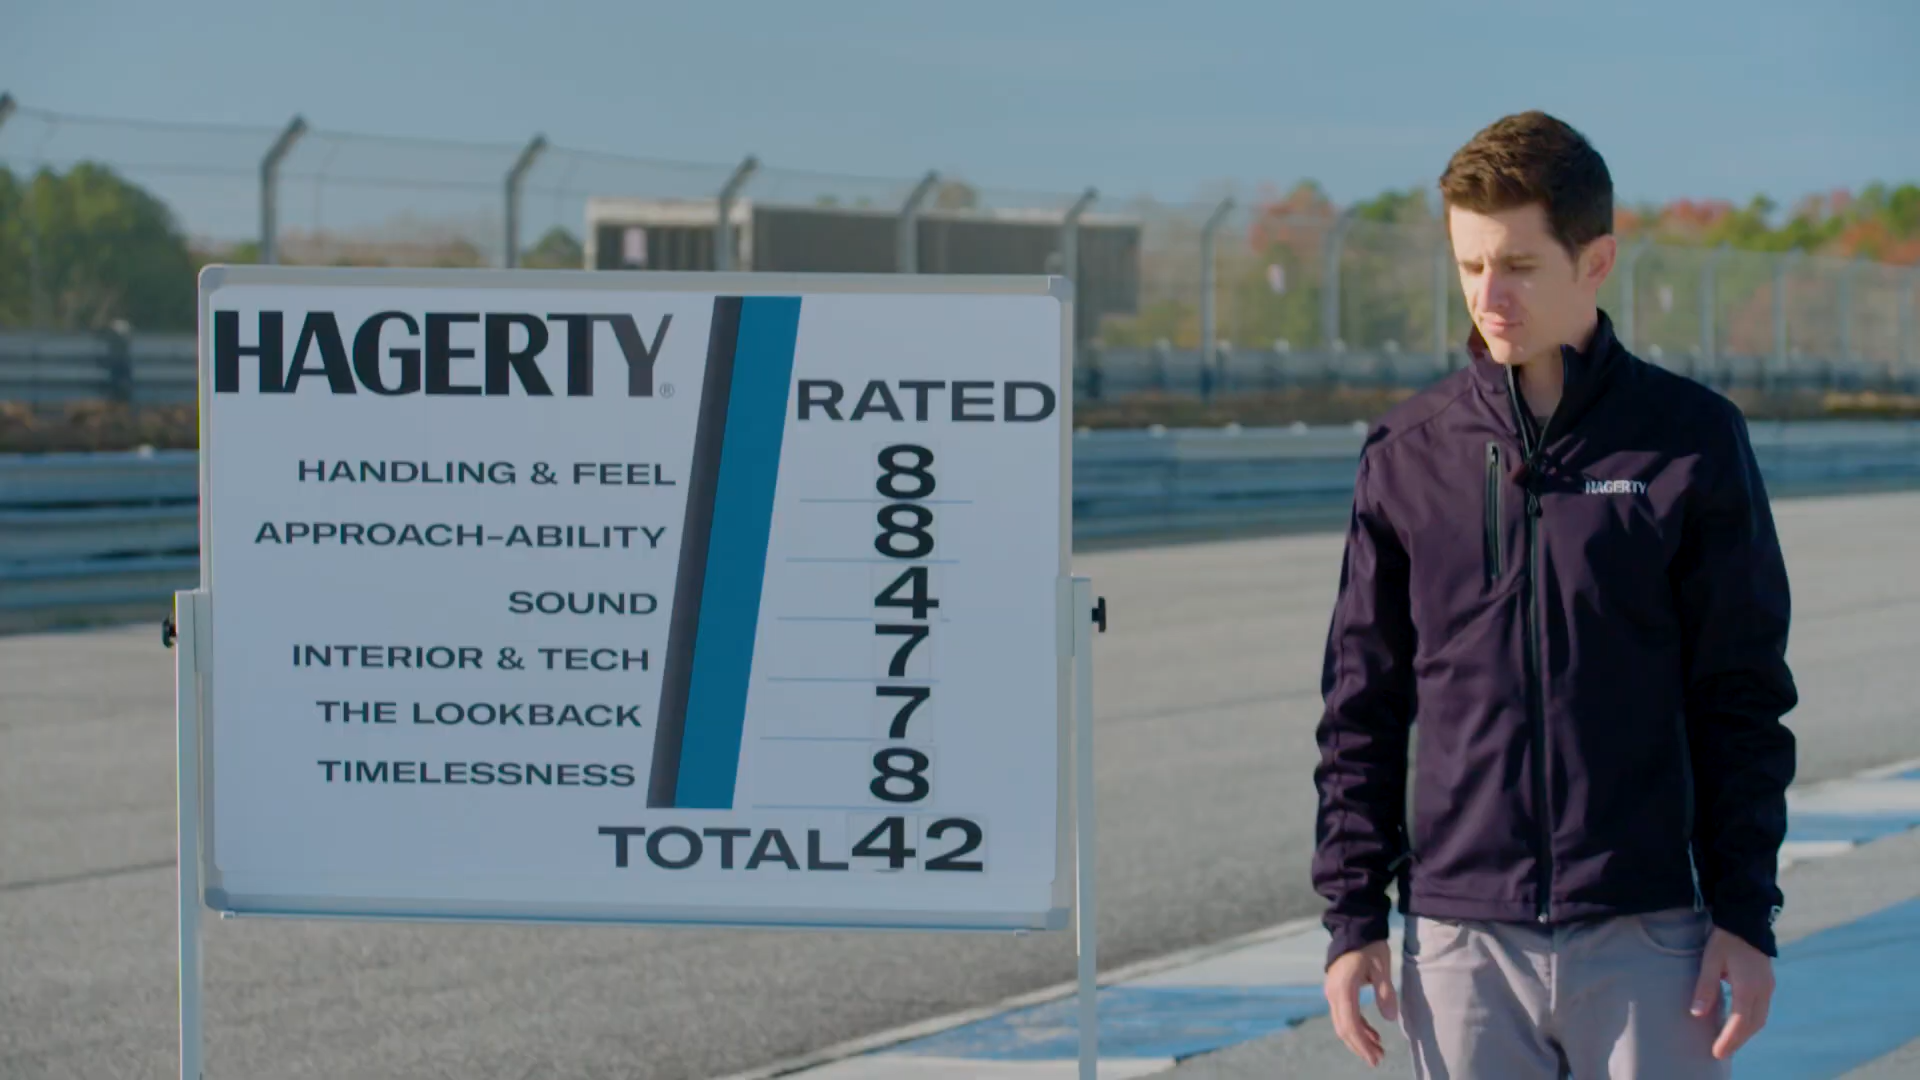 HAGERTY®
RATED
HANDLING & FEEL 8
APPROACH-ABILITY 8
SOUND 4
INTERIOR & TECH 7
THE LOOKBACK 7
TIMELESSNESS 8
TOTAL 42
HAGERTY